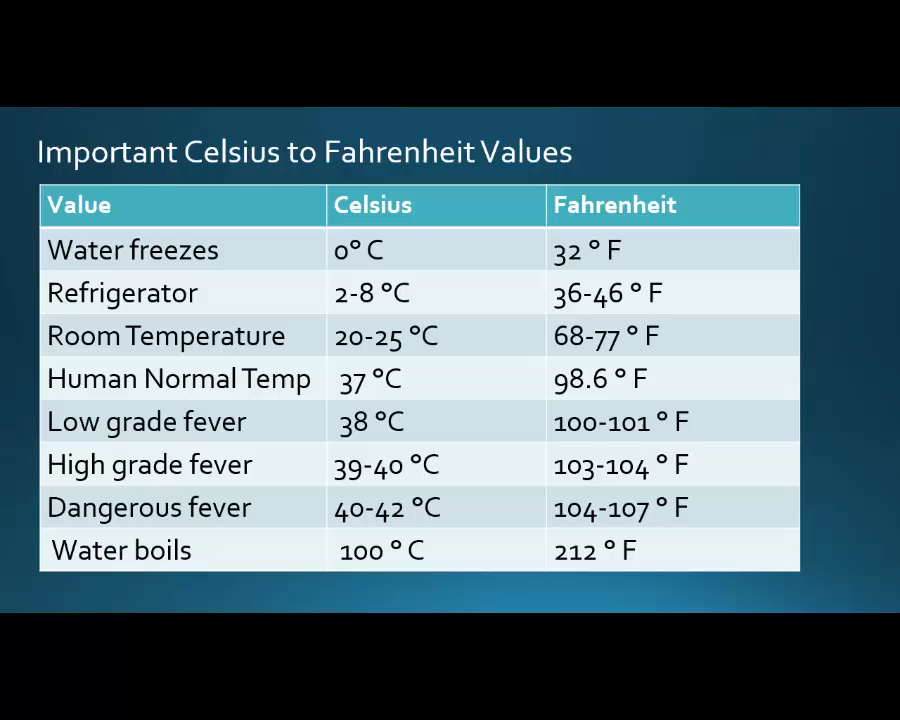 Important Celsius to Fahrenheit Values
Value Celsius Fahrenheit
Water freezes 0° C 32 ° F
Refrigerator 2-8 °C 36-46 ° F
Room Temperature 20-25 °C 68-77 ° F
Human Normal Temp 37 °C 98.6 ° F
Low grade fever 38 °C 100-101 ° F
High grade fever 39-40 °C 103-104 ° F
Dangerous fever 40-42 °C 104-107 ° F
Water boils 100 ° C 212 ° F